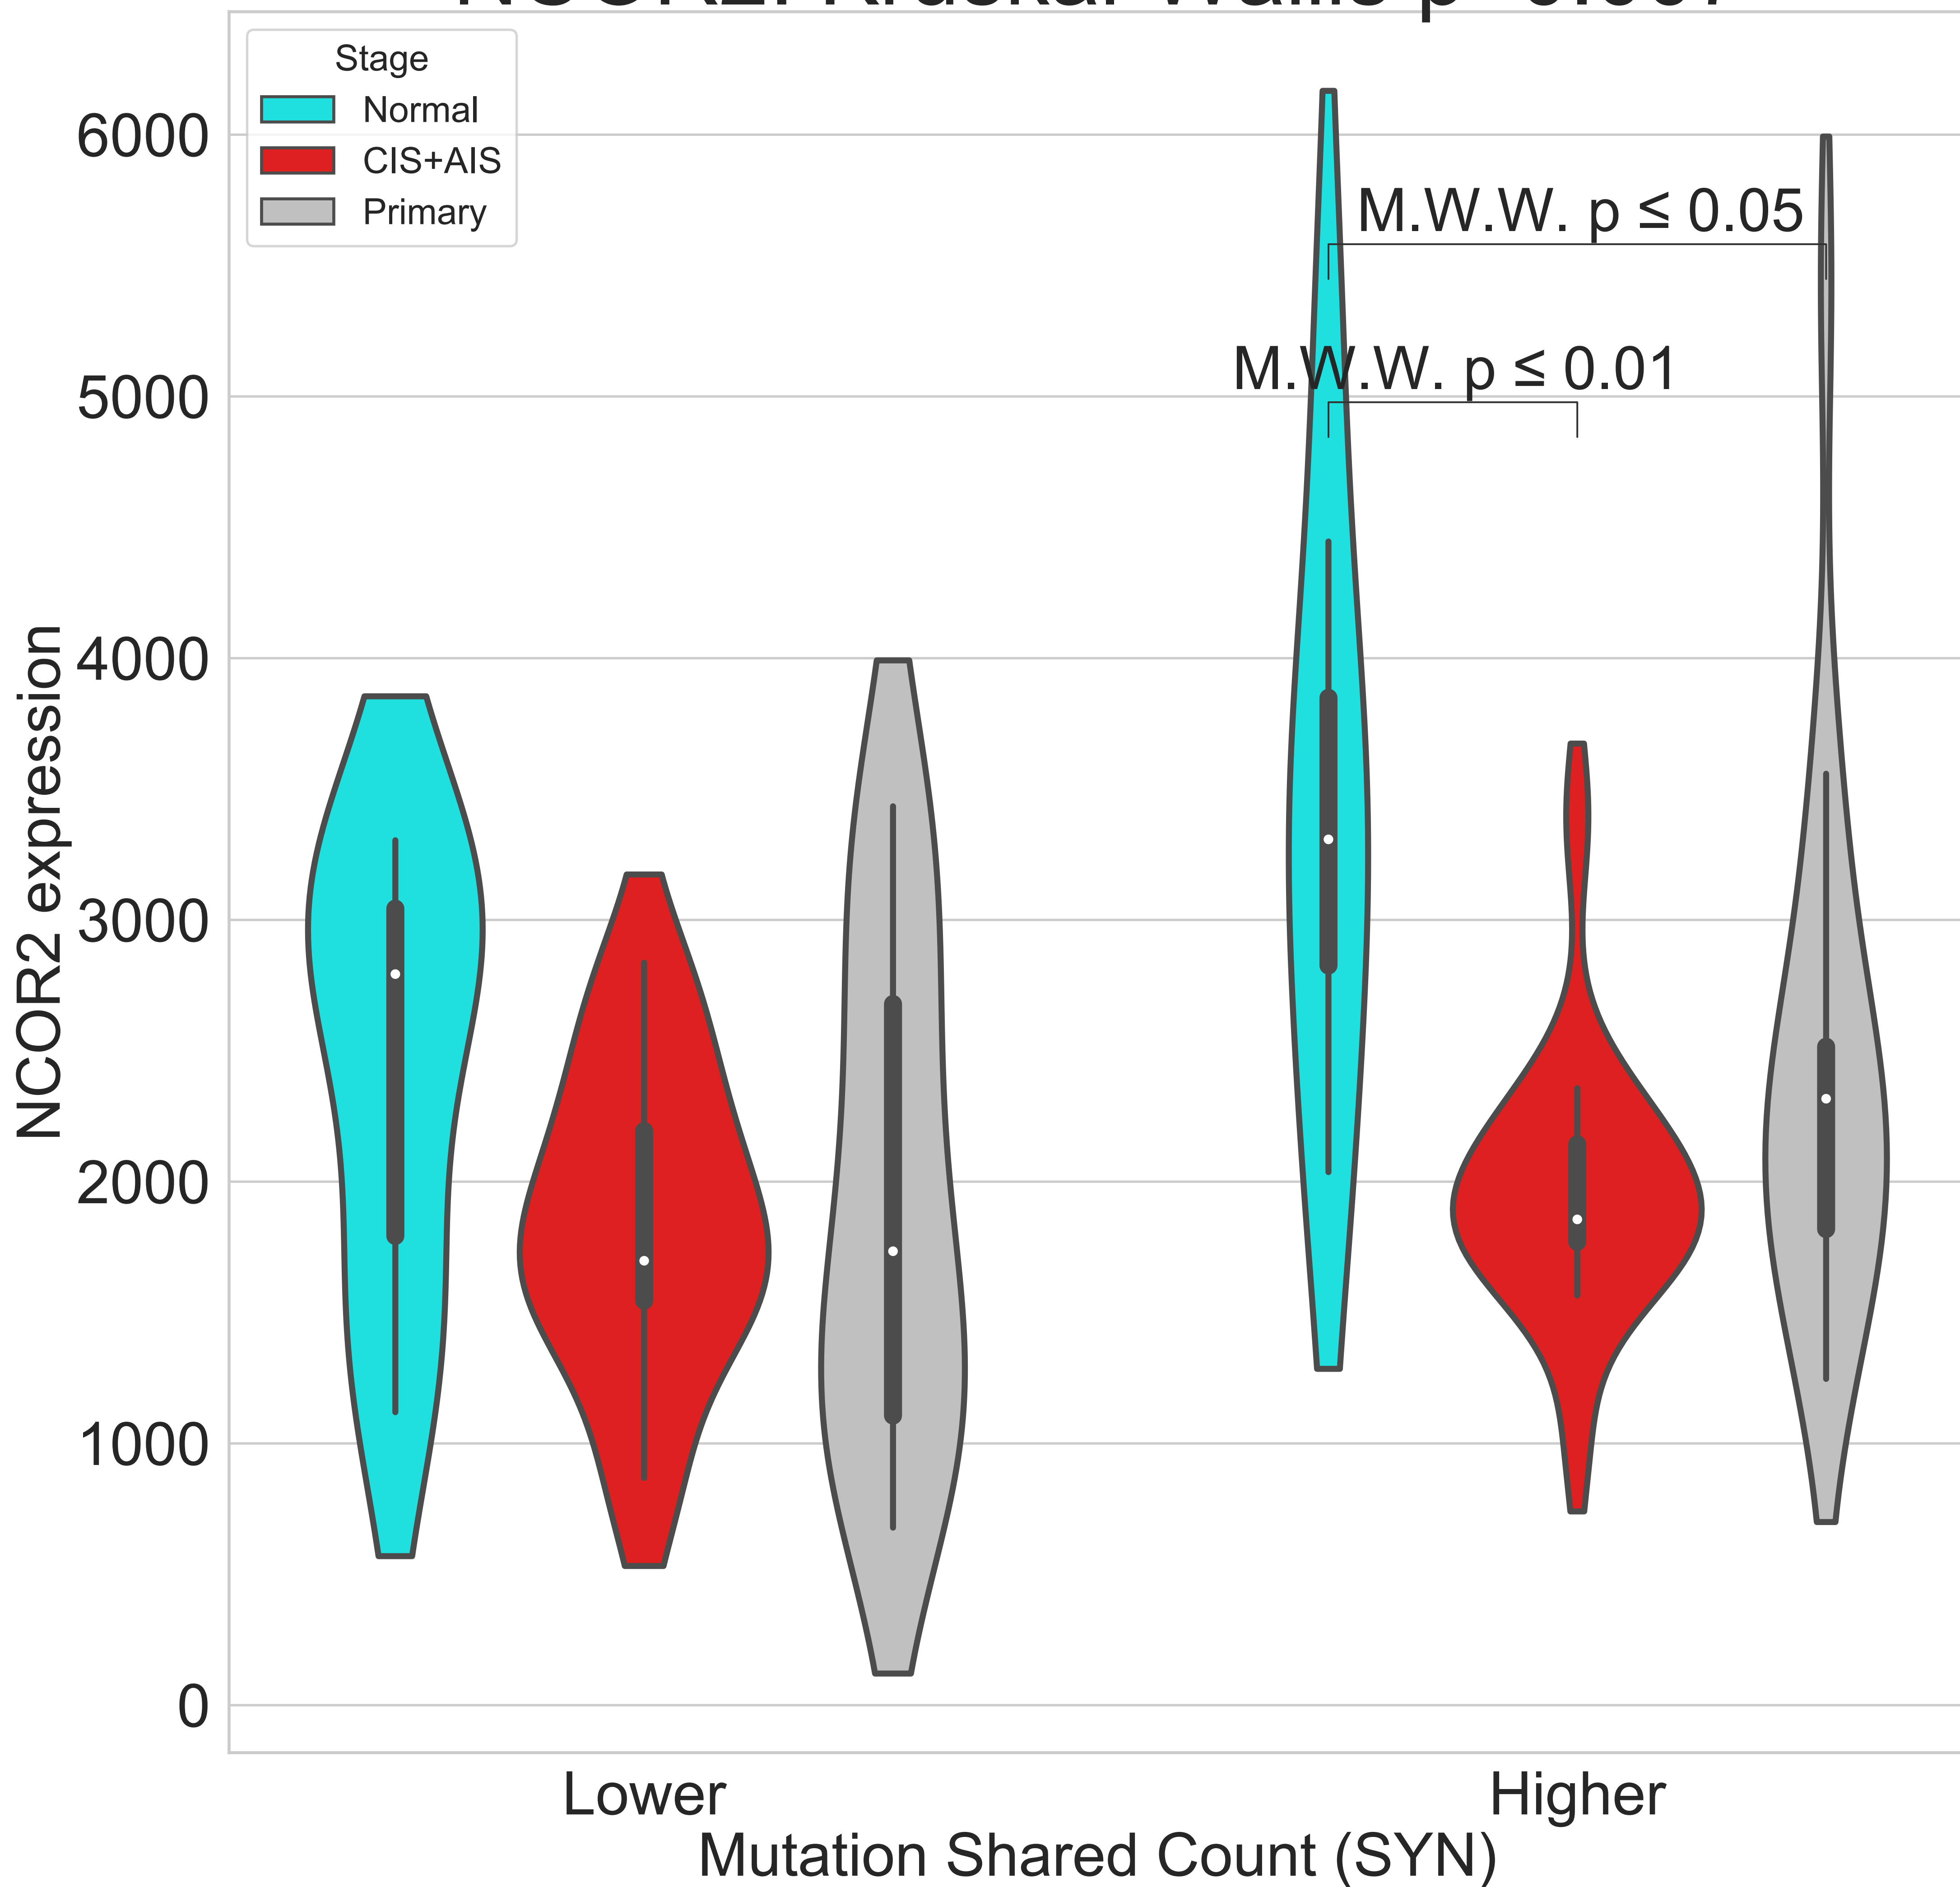 Stage
Normal
CIS+AIS
Primary
6000
5000
4000
3000
2000
1000
0
NCOR2 expression
M.W.W. p ≤ 0.05
M.W.W. p ≤ 0.01
Lower
Higher
Mutation Shared Count (SYN)